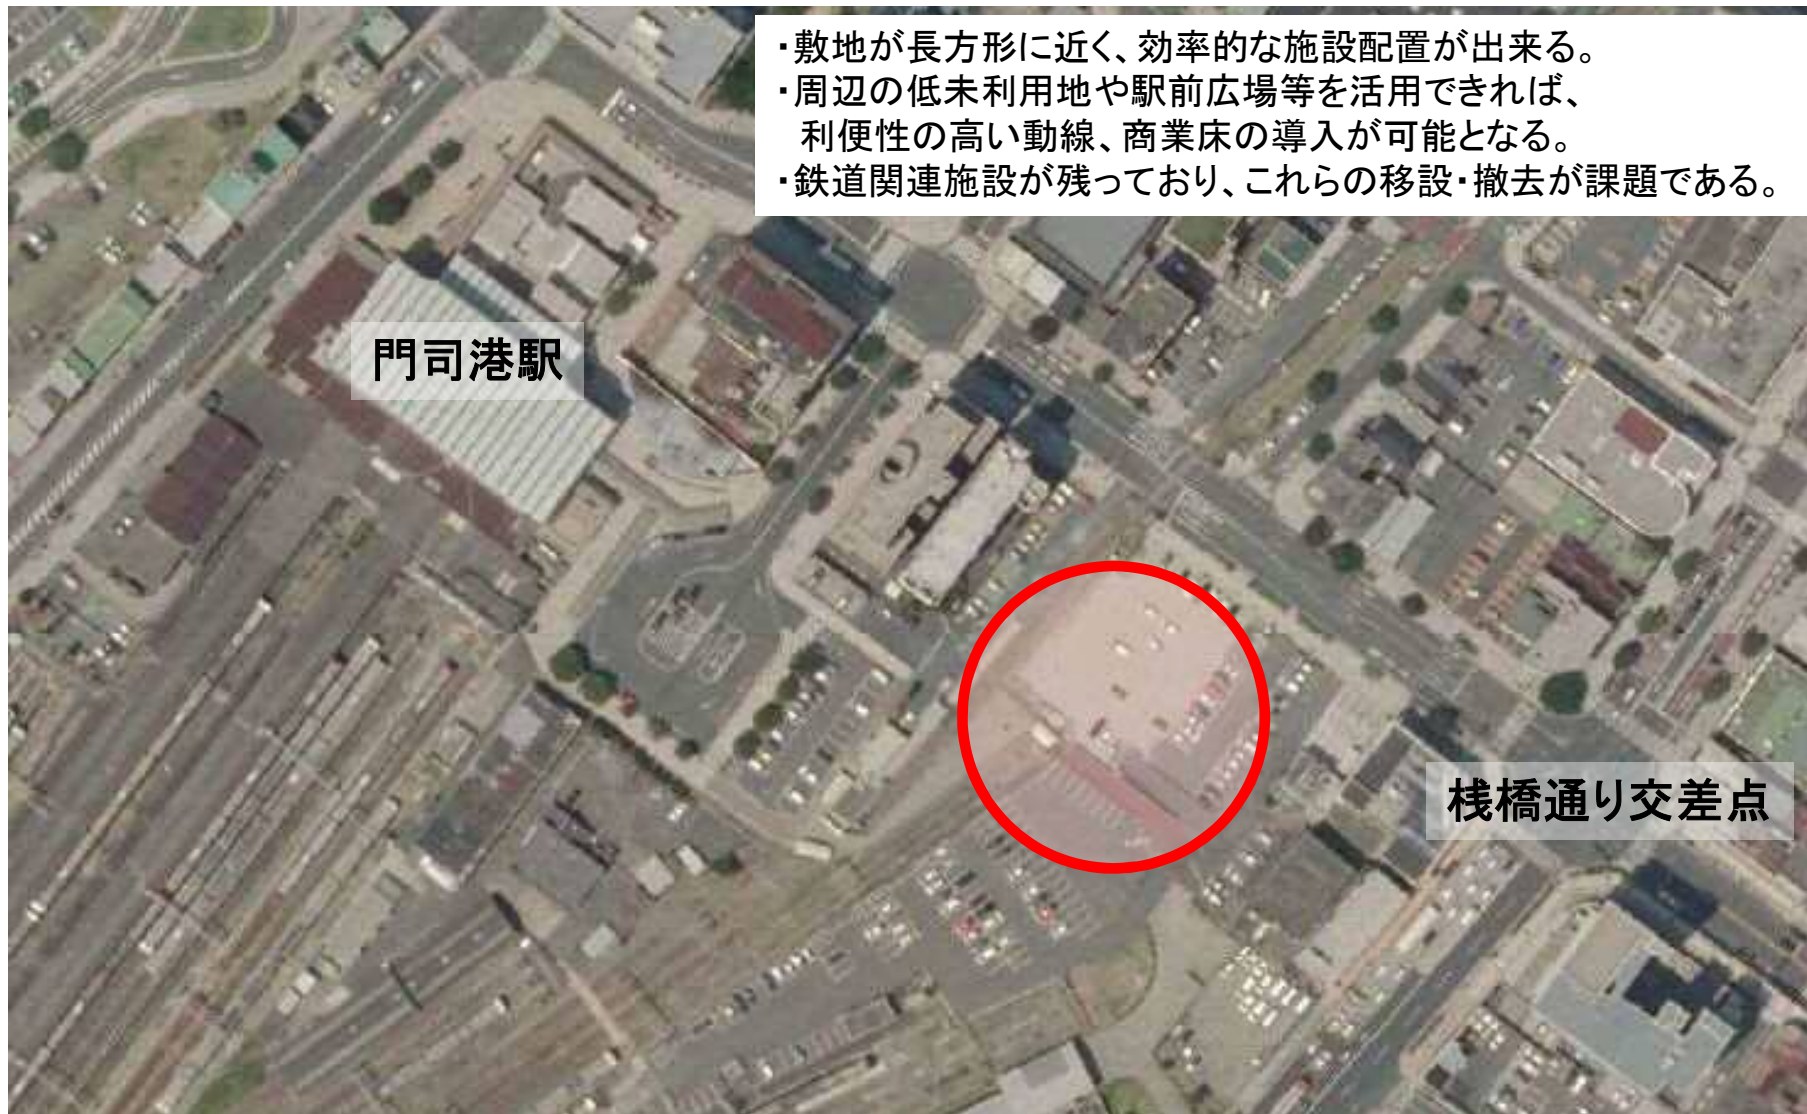 ・敷地が長方形に近く、効率的な施設配置が出来る。
・周辺の低未利用地や駅前広場等を活用できれば、
利便性の高い動線、商業床の導入が可能となる。
・鉄道関連施設が残っており、これらの移設・撤去が課題である。
門司港駅
桟橋通り交差点